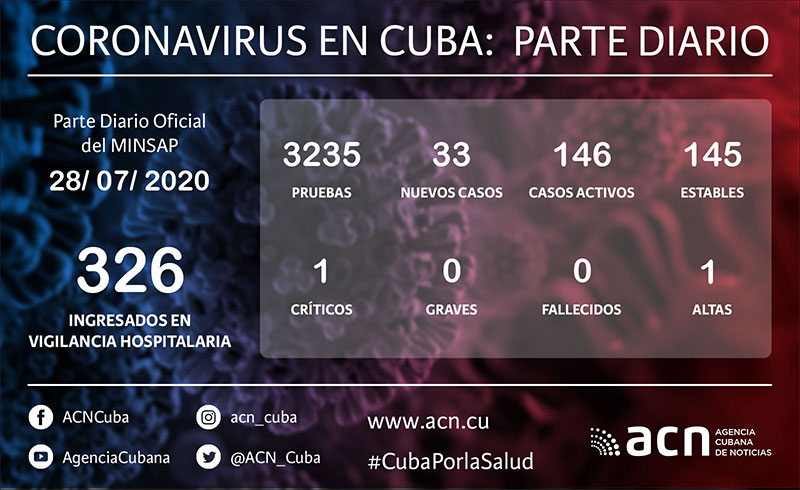 CORONAVIRUS EN CUBA: PARTE DIARIO
Parte Diario Oficial
del MINSAP
28/ 07/ 2020
326
INGRESADOS EN
VIGILANCIA HOSPITALARIA
3235 33 146 145
PRUEBAS NUEVOS CASOS CASOS ACTIVOS ESTABLES
1 0 0 1
CRÍTICOS GRAVES FALLECIDOS ALTAS
ACNCuba acn_cuba
AgenciaCubana @ACN_Cuba
www.acn.cu
#CubaPorlaSalud
acn
AGENCIA
CUBANA
DE NOTICIAS